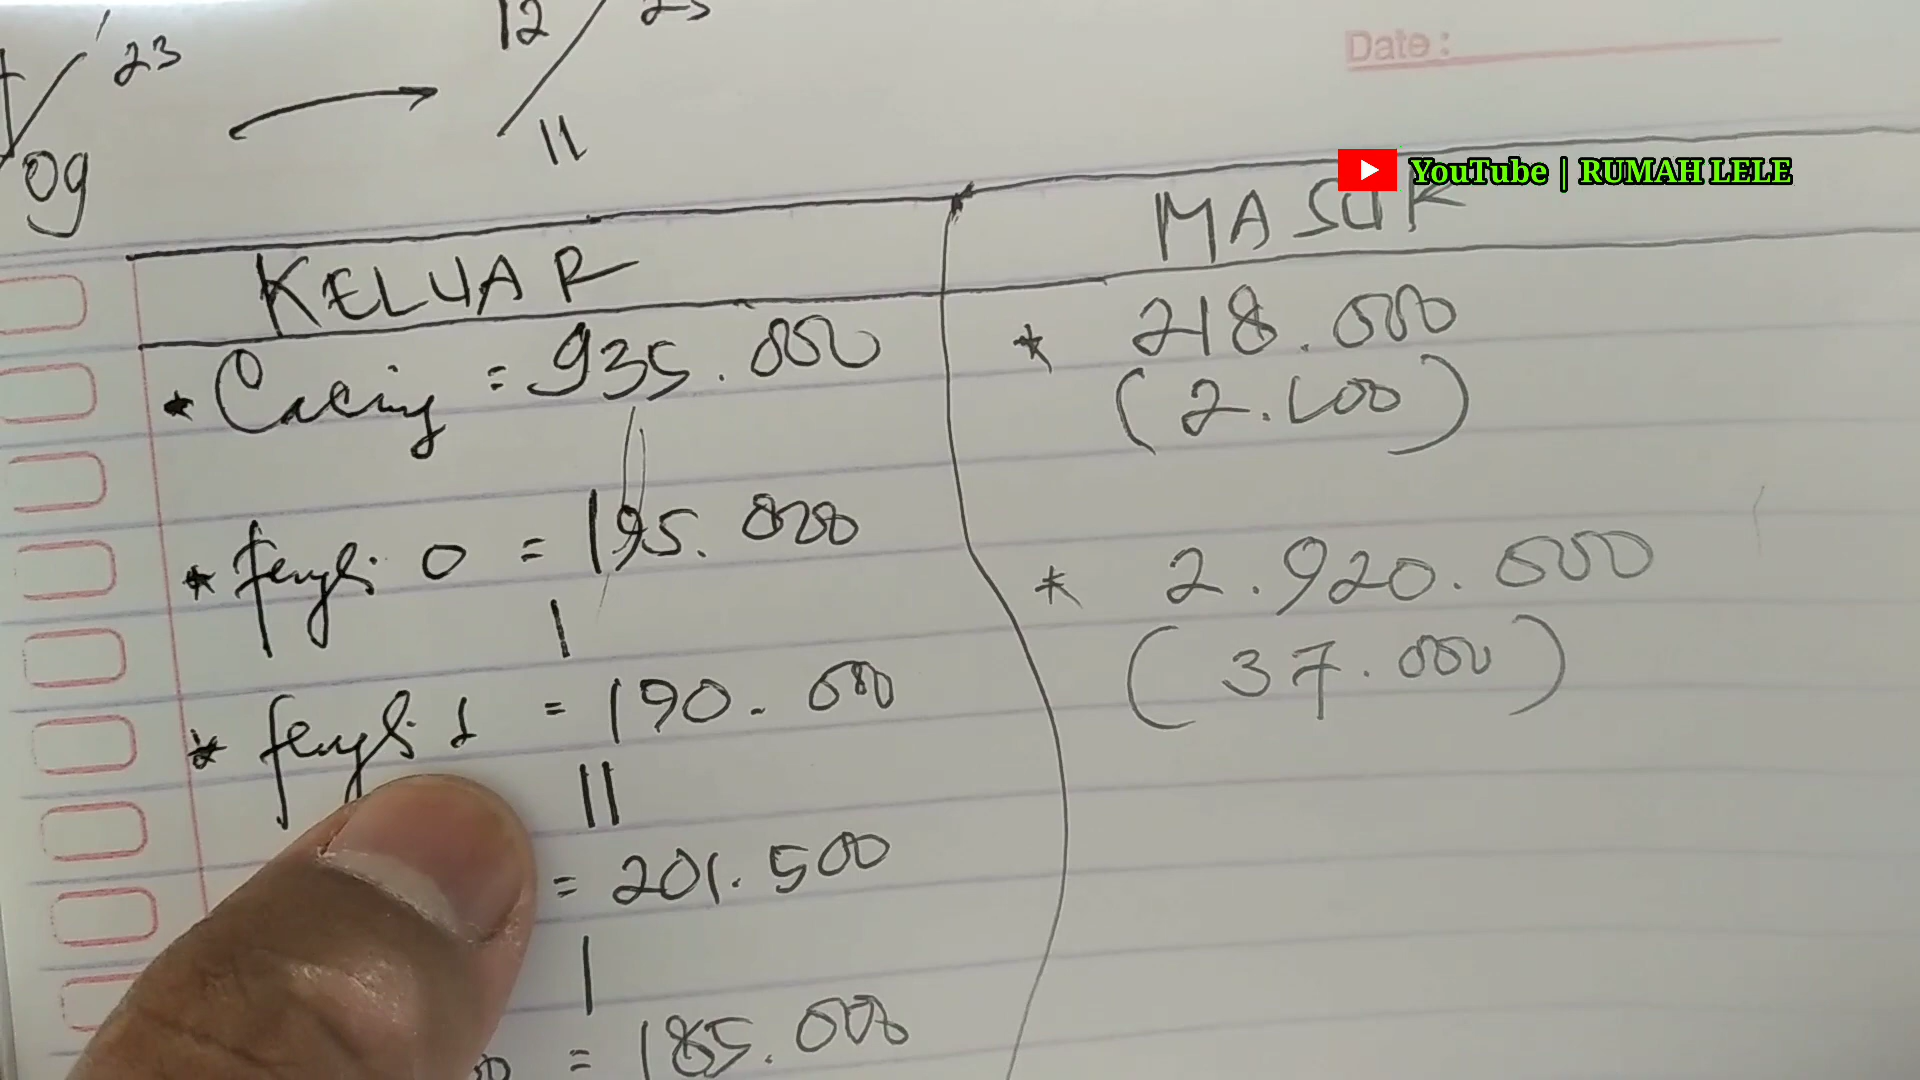 '23
09
12/23
11
Date :
YouTube | RUMAH LELE
KELUAR
MASUK
* Cacing = 935.000
* 218.000
(2.100)
* fengli 0 = 195.000
|
* 2.920.000
(37.000)
* fengli 1 = 190.000
||
= 201.500
|
= 185.000